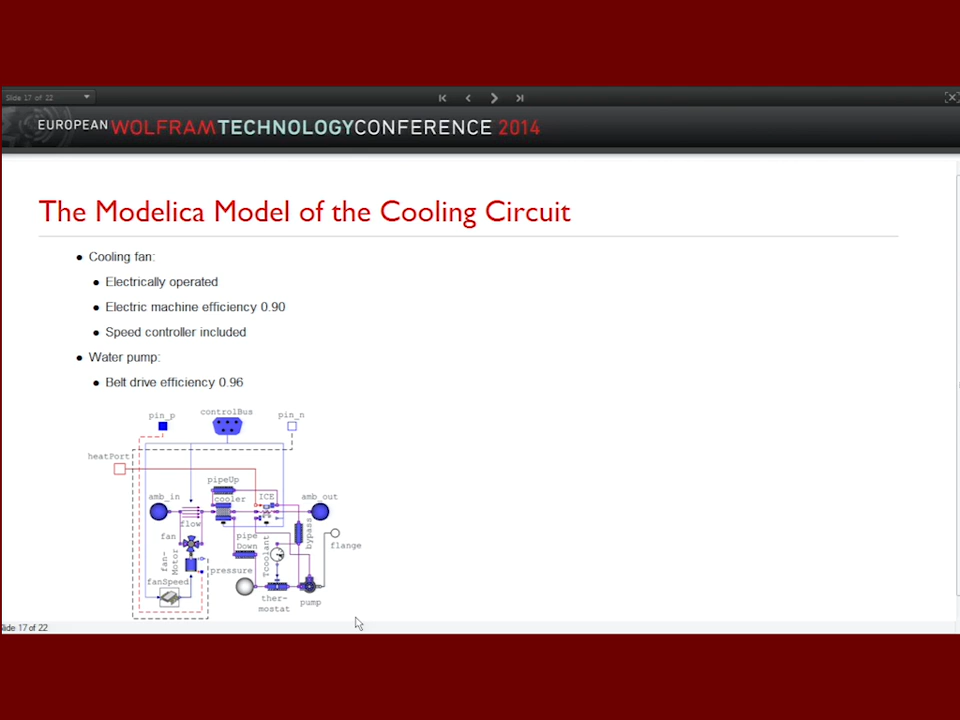 Slide 17 of 22
EUROPEAN WOLFRAMTECHNOLOGYCONFERENCE 2014
The Modelica Model of the Cooling Circuit
• Cooling fan:
• Electrically operated
• Electric machine efficiency 0.90
• Speed controller included
• Water pump:
• Belt drive efficiency 0.96
pin_p
controlBus
pin_n
heatPort
pipeUp
amb_in
cooler
ICE
amb_out
flow
bypass
fan
pipe
Down
Tcoolant
flange
fan-
Motor
pressure
fanSpeed
ther-
mostat
pump
Slide 17 of 22